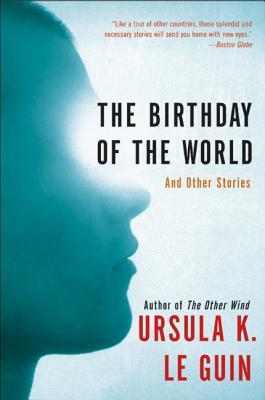 "Like a tour of other countries, these splendid and
necessary stories will send you home with new eyes."
—Boston Globe
THE BIRTHDAY
OF THE WORLD
And Other Stories
Author of The Other Wind
URSULA K.
LE GUIN